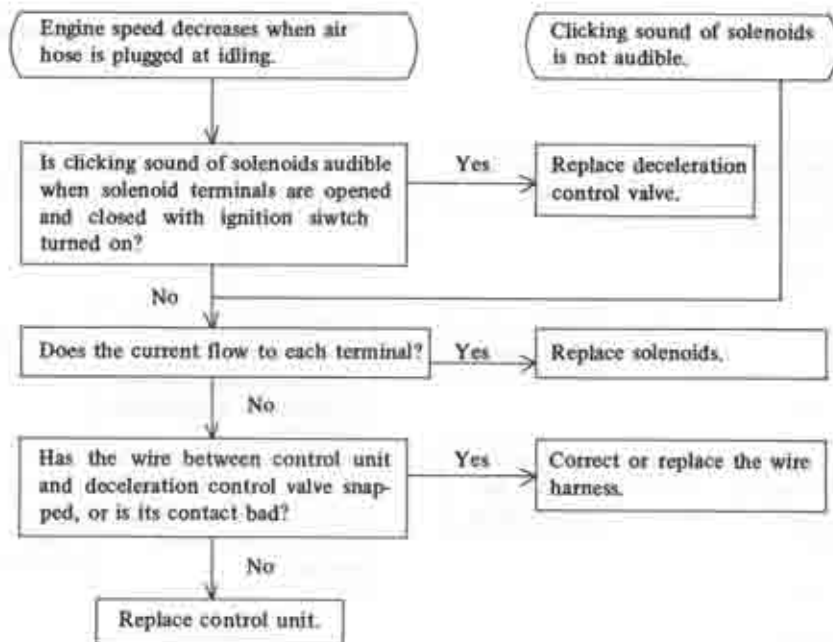 Engine speed decreases when air
hose is plugged at idling.
Clicking sound of solenoids
is not audible.
Is clicking sound of solenoids audible
when solenoid terminals are opened
and closed with ignition siwtch
turned on?
Yes
Replace deceleration
control valve.
No
Does the current flow to each terminal?
Yes
Replace solenoids.
No
Has the wire between control unit
and deceleration control valve snap-
ped, or is its contact bad?
Yes
Correct or replace the wire
harness.
No
Replace control unit.